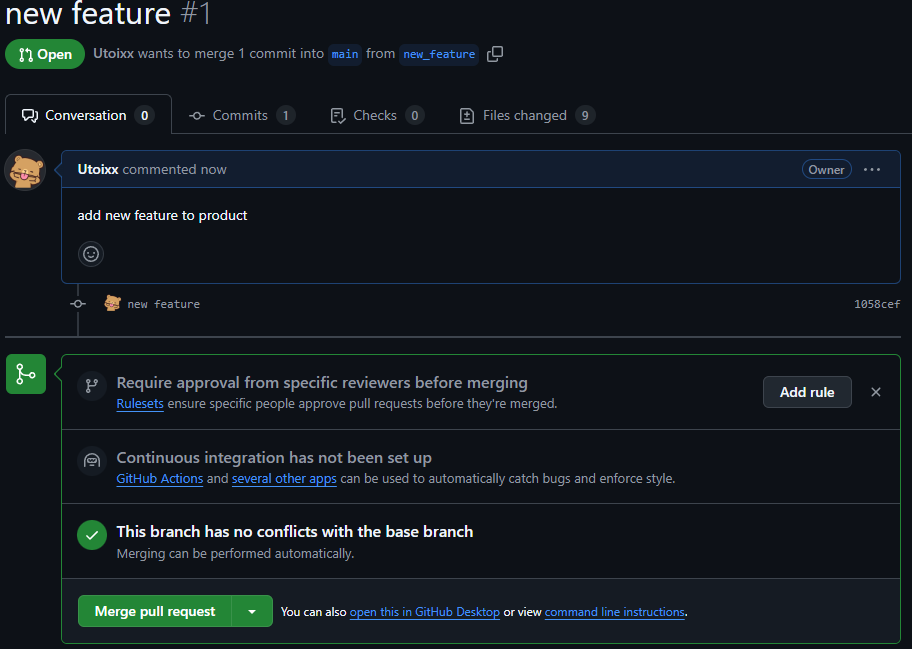 new feature #1
Open Utoixx wants to merge 1 commit into main from new_feature
Conversation 0 Commits 1 Checks 0 Files changed 9
Utoixx commented now Owner ...
add new feature to product
new feature 1058cef
Require approval from specific reviewers before merging
Rulesets ensure specific people approve pull requests before they're merged.
Add rule
Continuous integration has not been set up
GitHub Actions and several other apps can be used to automatically catch bugs and enforce style.
This branch has no conflicts with the base branch
Merging can be performed automatically.
Merge pull request You can also open this in GitHub Desktop or view command line instructions.